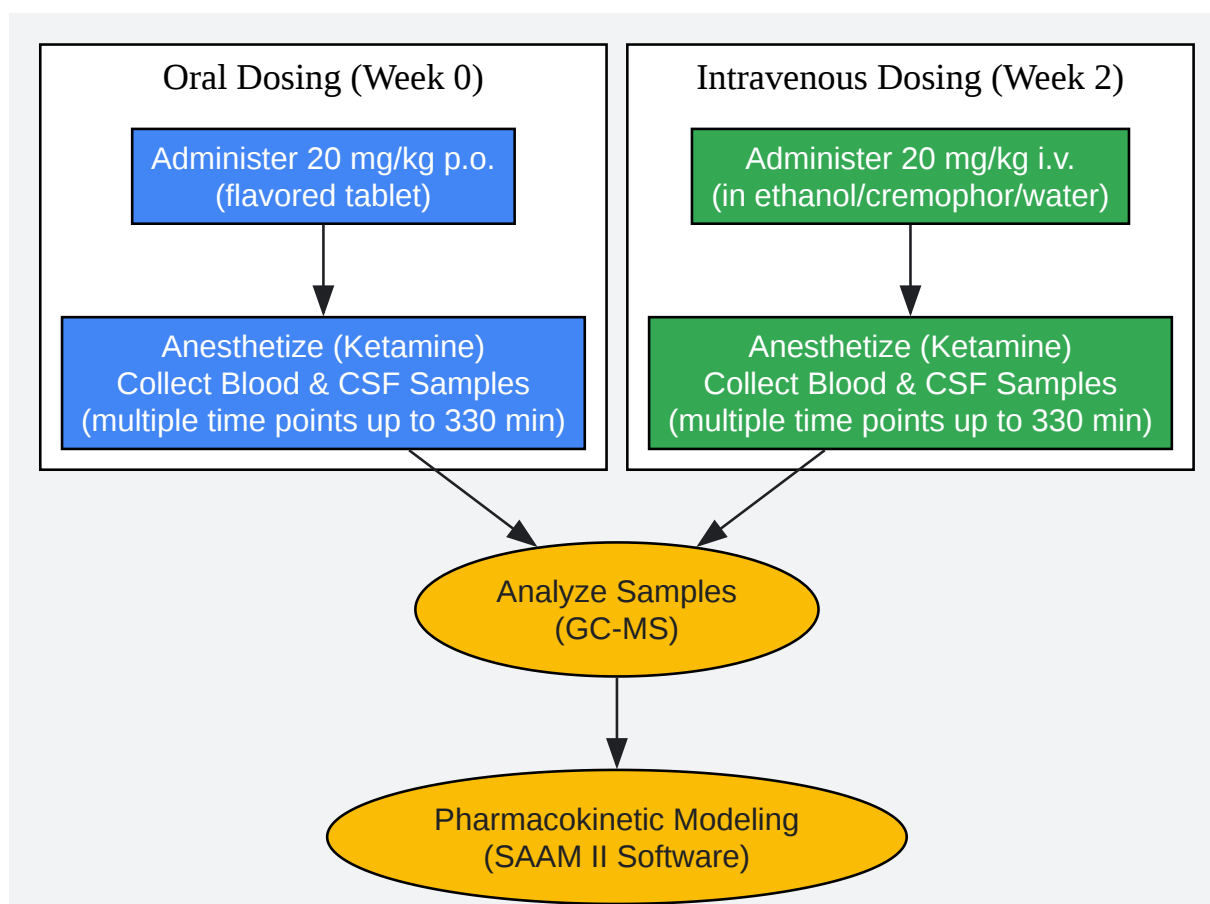 Oral Dosing (Week 0)
Administer 20 mg/kg p.o.
(flavored tablet)
Anesthetize (Ketamine)
Collect Blood & CSF Samples
(multiple time points up to 330 min)
Intravenous Dosing (Week 2)
Administer 20 mg/kg i.v.
(in ethanol/cremophor/water)
Anesthetize (Ketamine)
Collect Blood & CSF Samples
(multiple time points up to 330 min)
Analyze Samples
(GC-MS)
Pharmacokinetic Modeling
(SAAM II Software)